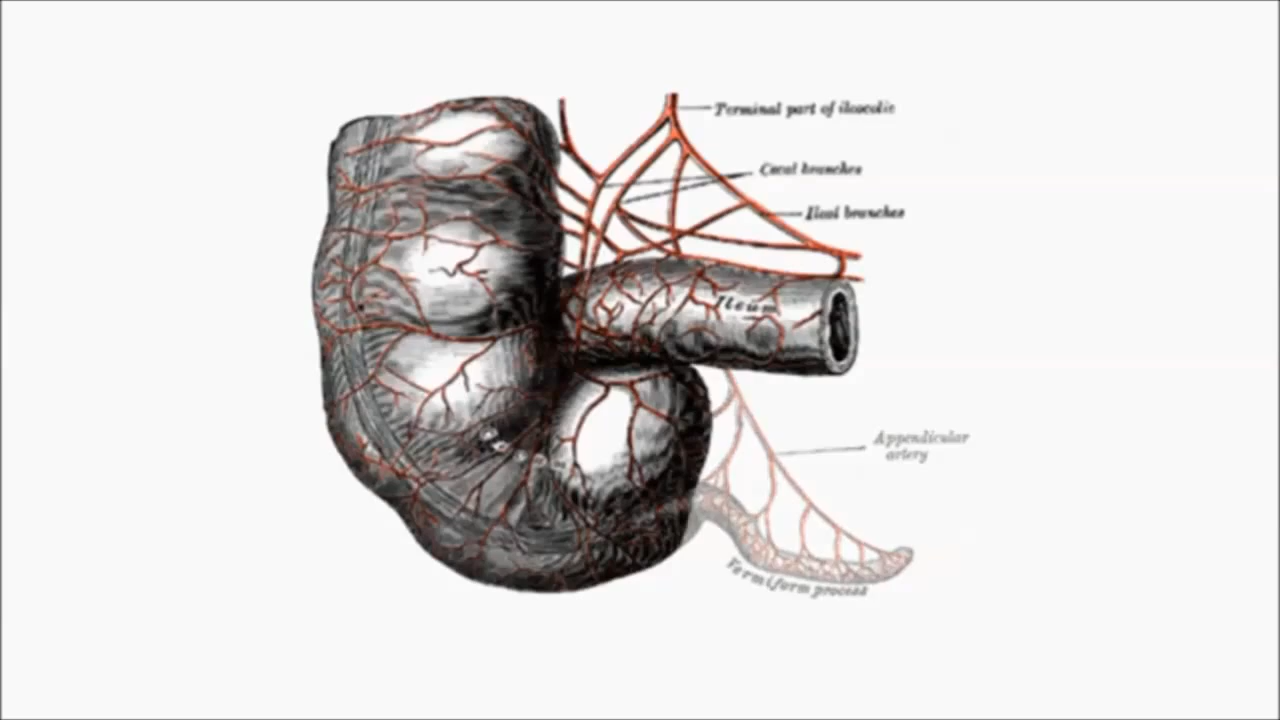 Terminal part of ileocolic
Cæcal branches
Ileal branches
Ileum
Appendicular
artery
Vermiform process